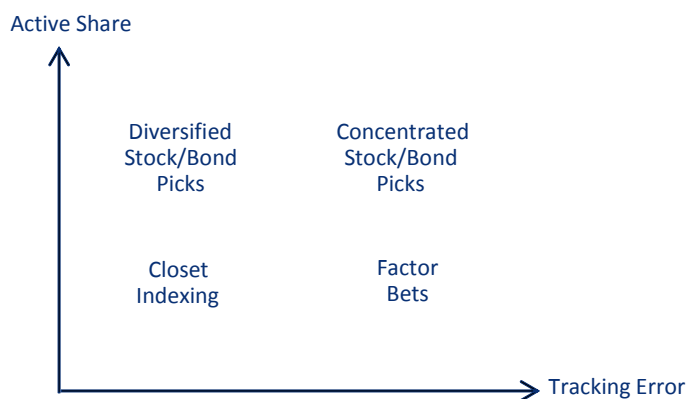 Active Share
Diversified
Stock/Bond
Picks
Concentrated
Stock/Bond
Picks
Closet
Indexing
Factor
Bets
Tracking Error